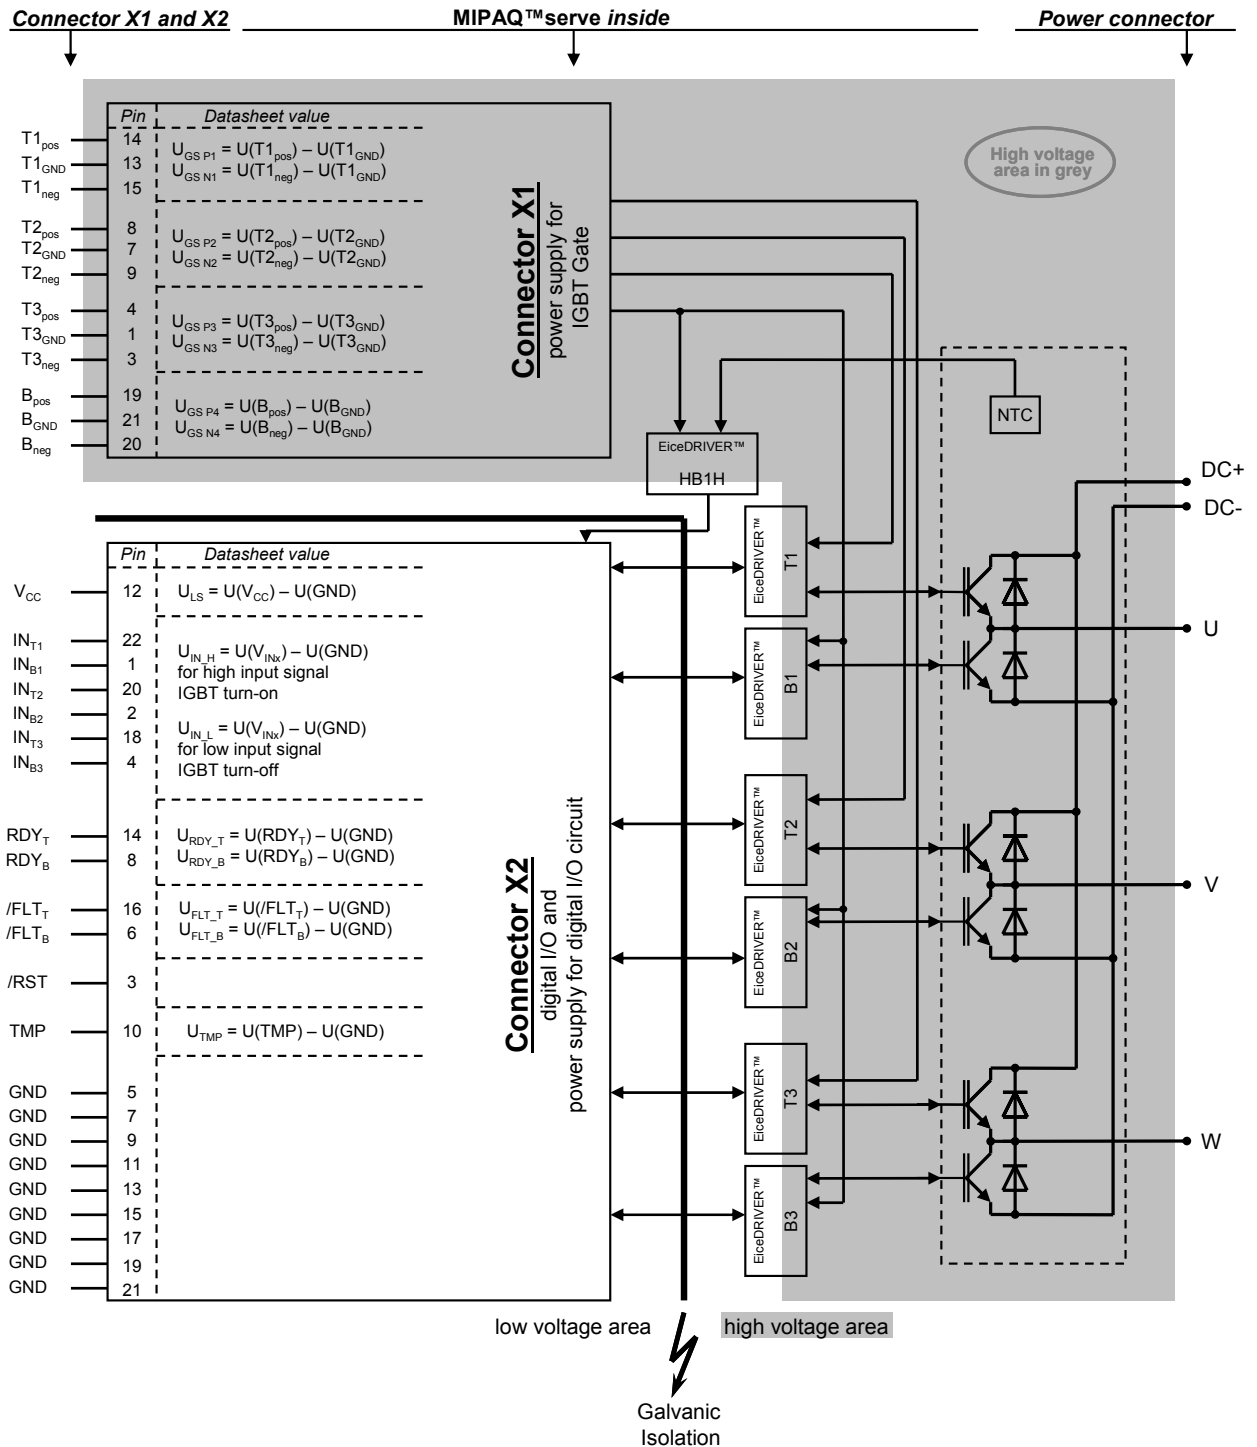 Connector X1 and X2
MIPAQ™serve inside
Power connector
Pin Datasheet value
T1pos 14
T1GND 13
T1neg 15
UGS P1 = U(T1pos) – U(T1GND)
UGS N1 = U(T1neg) – U(T1GND)
T2pos 8
T2GND 7
T2neg 9
UGS P2 = U(T2pos) – U(T2GND)
UGS N2 = U(T2neg) – U(T2GND)
T3pos 4
T3GND 1
T3neg 3
UGS P3 = U(T3pos) – U(T3GND)
UGS N3 = U(T3neg) – U(T3GND)
Bpos 19
BGND 21
Bneg 20
UGS P4 = U(Bpos) – U(BGND)
UGS N4 = U(Bneg) – U(BGND)
Connector X1
power supply for
IGBT Gate
High voltage
area in grey
NTC
EiceDRIVER™
HB1H
DC+
DC-
Pin Datasheet value
VCC 12 ULS = U(VCC) – U(GND)
INT1 22
INB1 1
INT2 20
INB2 2
INT3 18
INB3 4
UIN_H = U(VINx) – U(GND)
for high input signal
IGBT turn-on
UIN_L = U(VINx) – U(GND)
for low input signal
IGBT turn-off
RDYT 14 URDY_T = U(RDYT) – U(GND)
RDYB 8 URDY_B = U(RDYB) – U(GND)
/FLTT 16 UFLT_T = U(/FLTT) – U(GND)
/FLTB 6 UFLT_B = U(/FLTB) – U(GND)
/RST 3
TMP 10 UTMP = U(TMP) – U(GND)
GND 5
GND 7
GND 9
GND 11
GND 13
GND 15
GND 17
GND 19
GND 21
Connector X2
digital I/O and
power supply for digital I/O circuit
EiceDRIVER™
T1
EiceDRIVER™
B1
EiceDRIVER™
T2
EiceDRIVER™
B2
EiceDRIVER™
T3
EiceDRIVER™
B3
U
V
W
low voltage area
high voltage area
Galvanic
Isolation